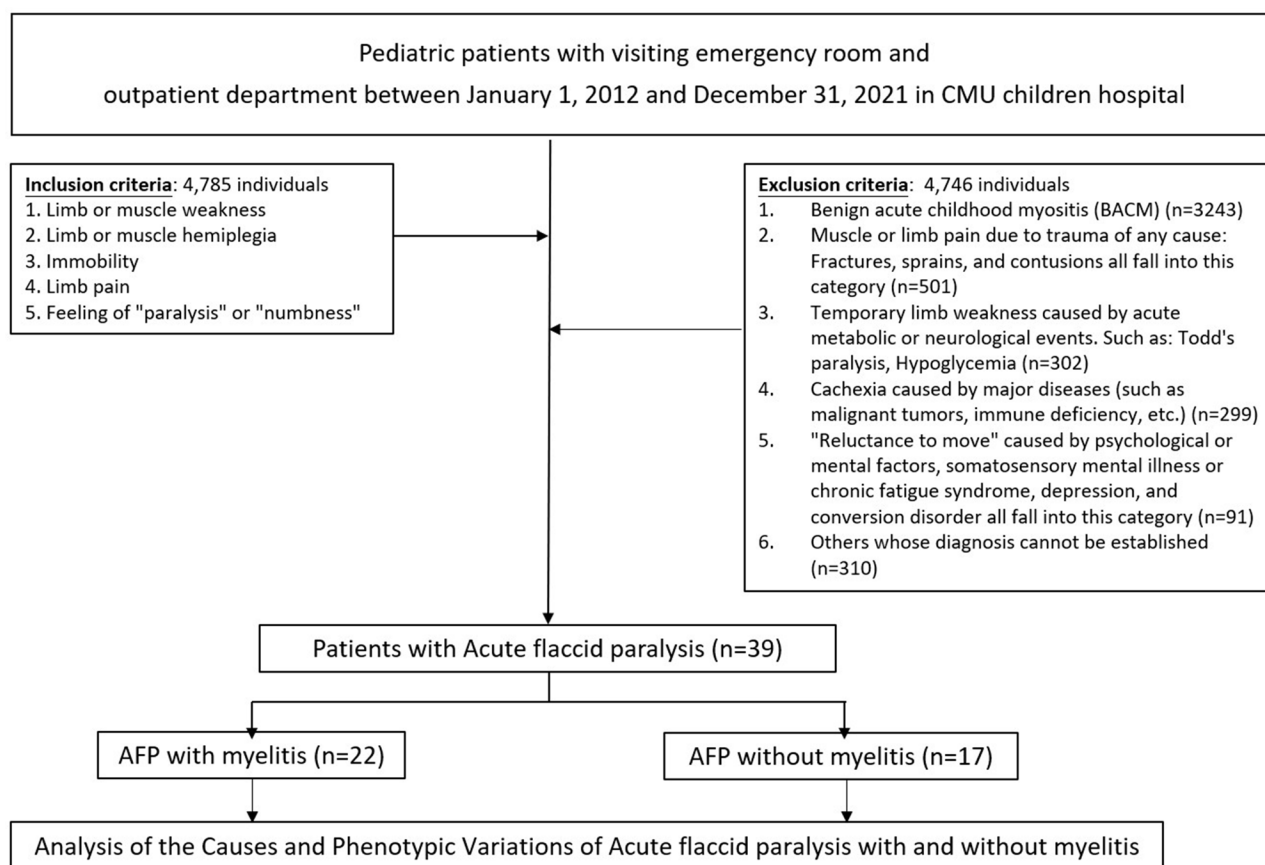 Pediatric patients with visiting emergency room and
outpatient department between January 1, 2012 and December 31, 2021 in CMU children hospital
Inclusion criteria: 4,785 individuals
1. Limb or muscle weakness
2. Limb or muscle hemiplegia
3. Immobility
4. Limb pain
5. Feeling of "paralysis" or "numbness"
Exclusion criteria: 4,746 individuals
1. Benign acute childhood myositis (BACM) (n=3243)
2. Muscle or limb pain due to trauma of any cause:
Fractures, sprains, and contusions all fall into this
category (n=501)
3. Temporary limb weakness caused by acute
metabolic or neurological events. Such as: Todd's
paralysis, Hypoglycemia (n=302)
4. Cachexia caused by major diseases (such as
malignant tumors, immune deficiency, etc.) (n=299)
5. "Reluctance to move" caused by psychological or
mental factors, somatosensory mental illness or
chronic fatigue syndrome, depression, and
conversion disorder all fall into this category (n=91)
6. Others whose diagnosis cannot be established
(n=310)
Patients with Acute flaccid paralysis (n=39)
AFP with myelitis (n=22)
AFP without myelitis (n=17)
Analysis of the Causes and Phenotypic Variations of Acute flaccid paralysis with and without myelitis